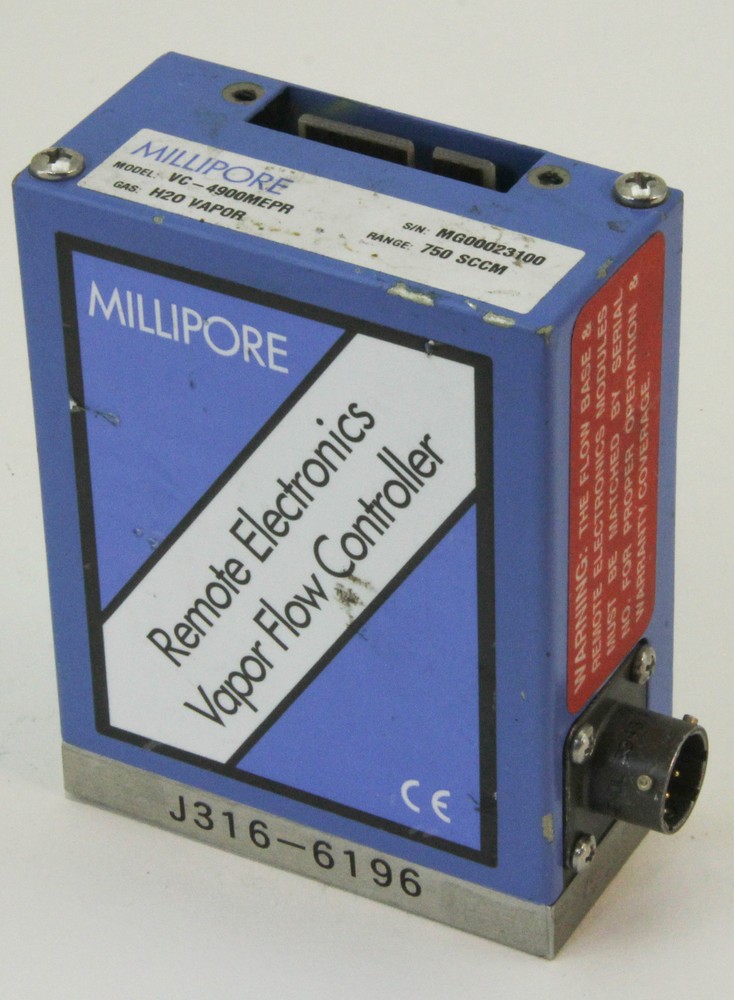 MILLIPORE
MODEL: VC-4900MEPR S/N: MG00023100
GAS: H2O VAPOR RANGE: 750 SCCM
MILLIPORE
Remote Electronics
Vapor Flow Controller
CE
J316-6196
WARNING: THE FLOW BASE &
REMOTE ELECTRONICS MODULES
MUST BE MATCHED BY SERIAL
NO. FOR PROPER OPERATION &
WARRANTY COVERAGE.